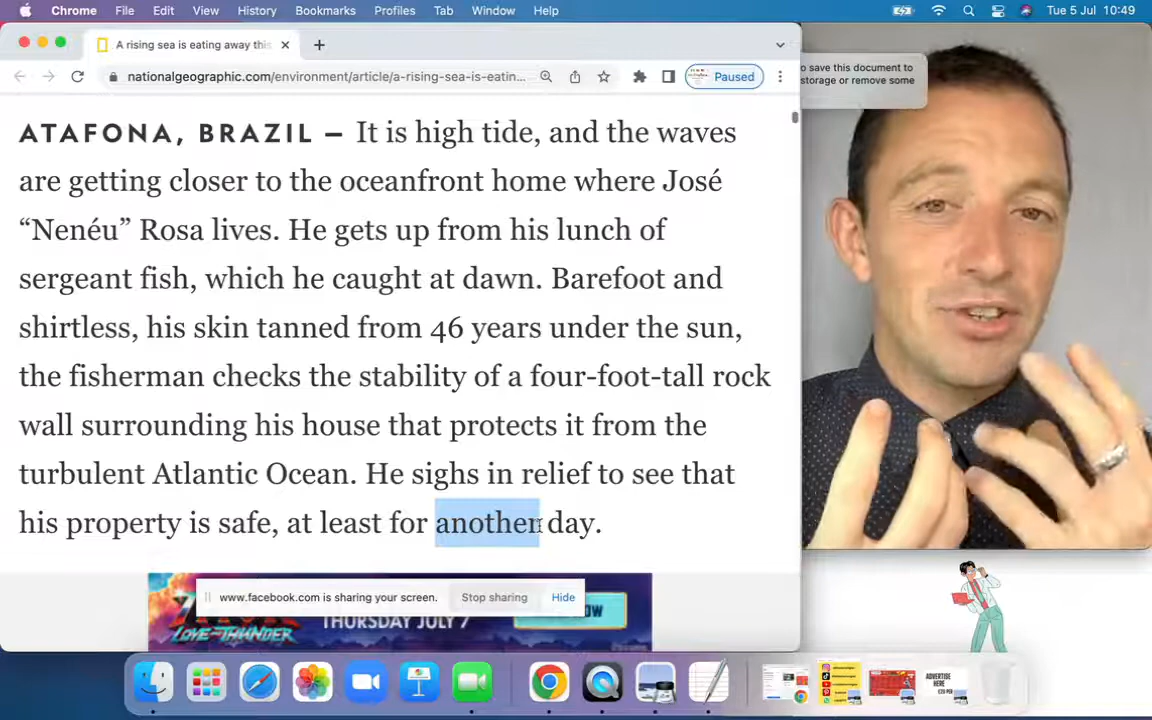 Chrome File Edit View History Bookmarks Profiles Tab Window Help Tue 5 Jul 10:49
A rising sea is eating away this
nationalgeographic.com/environment/article/a-rising-sea-is-eatin... Paused
o save this document to
storage or remove some
ATAFONA, BRAZIL – It is high tide, and the waves
are getting closer to the oceanfront home where José
“Nenéu” Rosa lives. He gets up from his lunch of
sergeant fish, which he caught at dawn. Barefoot and
shirtless, his skin tanned from 46 years under the sun,
the fisherman checks the stability of a four-foot-tall rock
wall surrounding his house that protects it from the
turbulent Atlantic Ocean. He sighs in relief to see that
his property is safe, at least for another day.
www.facebook.com is sharing your screen. Stop sharing Hide
THURSDAY JULY 7
LOVE AND THUNDER
ADVERTISE
HERE